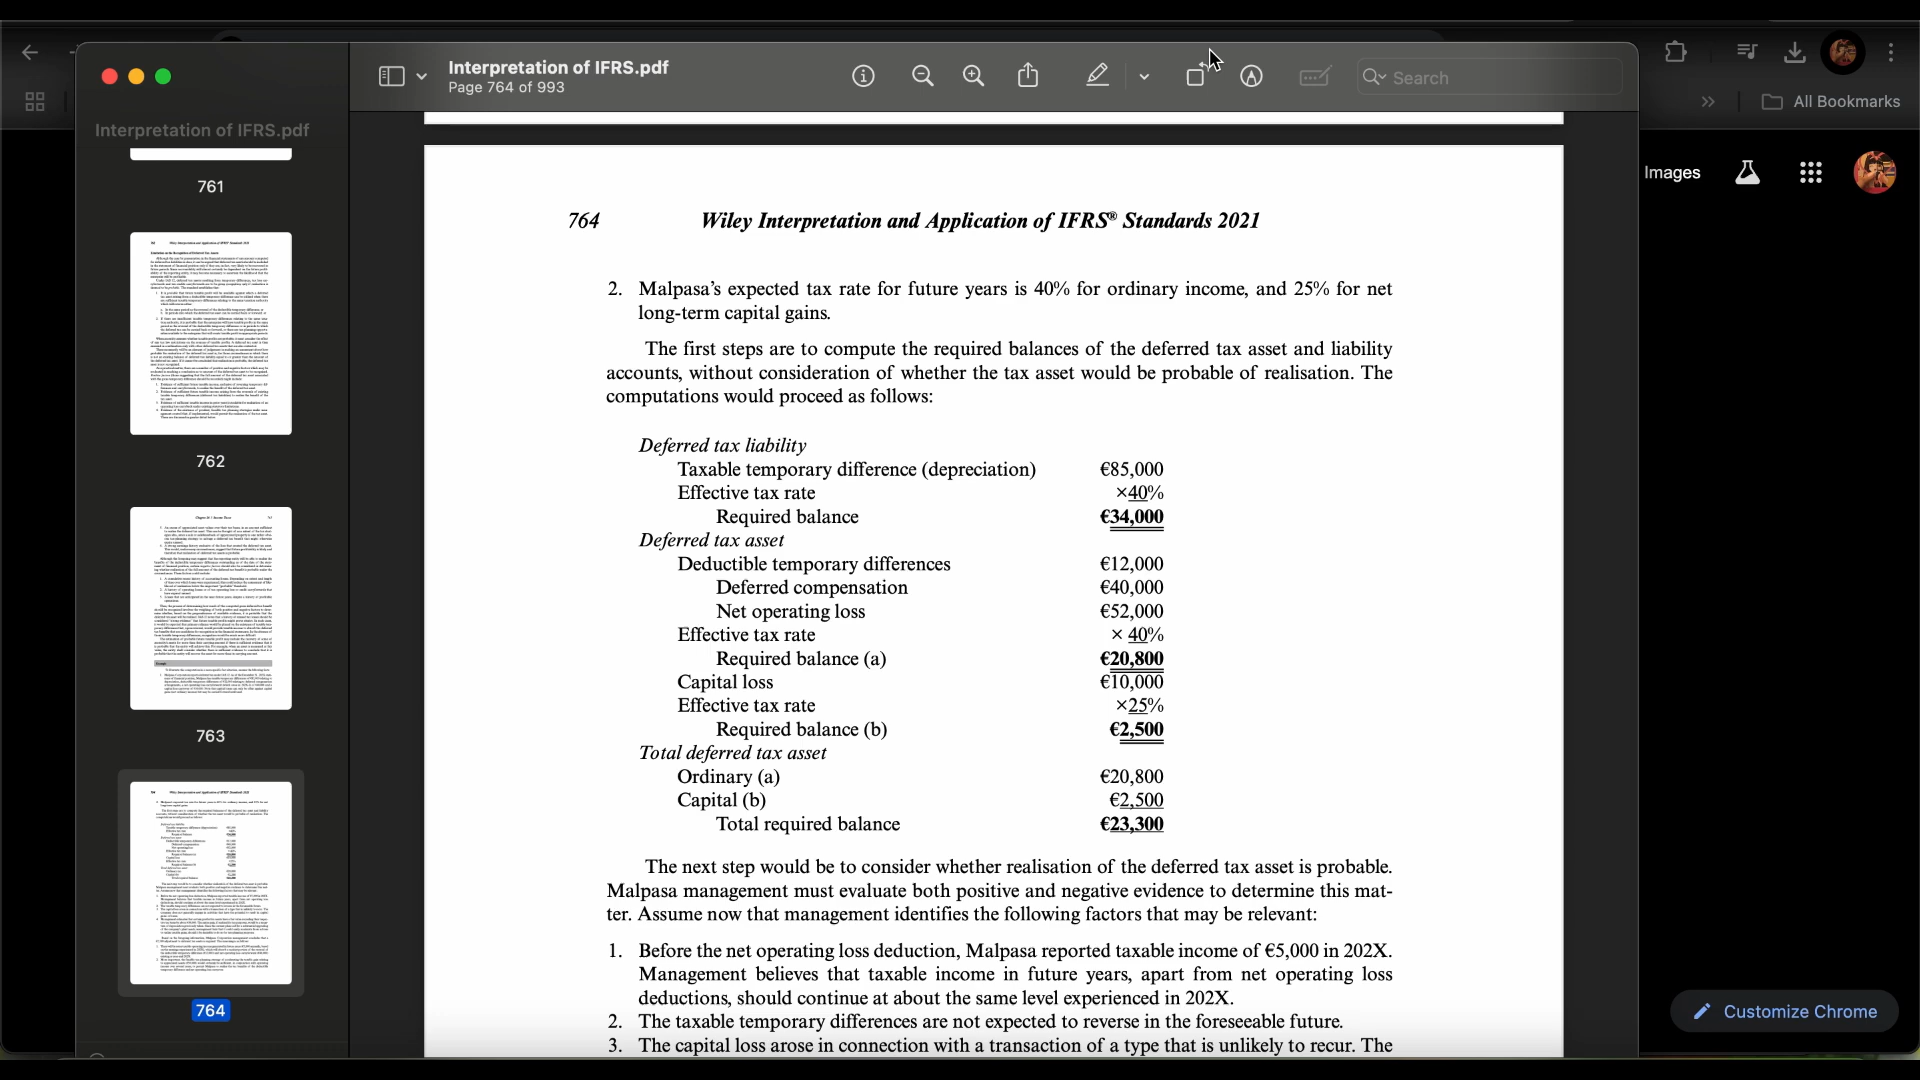 Interpretation of IFRS.pdf
Page 764 of 993
Search
All Bookmarks
Interpretation of IFRS.pdf
761
762
763
764
Images
Customize Chrome
764 Wiley Interpretation and Application of IFRS® Standards 2021
2. Malpasa’s expected tax rate for future years is 40% for ordinary income, and 25% for net
long-term capital gains.
The first steps are to compute the required balances of the deferred tax asset and liability
accounts, without consideration of whether the tax asset would be probable of realisation. The
computations would proceed as follows:
Deferred tax liability
Taxable temporary difference (depreciation) €85,000
Effective tax rate ×40%
Required balance €34,000
Deferred tax asset
Deductible temporary differences €12,000
Deferred compensation €40,000
Net operating loss €52,000
Effective tax rate × 40%
Required balance (a) €20,800
Capital loss €10,000
Effective tax rate ×25%
Required balance (b) €2,500
Total deferred tax asset
Ordinary (a) €20,800
Capital (b) €2,500
Total required balance €23,300
The next step would be to consider whether realisation of the deferred tax asset is probable.
Malpasa management must evaluate both positive and negative evidence to determine this mat-
ter. Assume now that management identifies the following factors that may be relevant:
1. Before the net operating loss deduction, Malpasa reported taxable income of €5,000 in 202X.
Management believes that taxable income in future years, apart from net operating loss
deductions, should continue at about the same level experienced in 202X.
2. The taxable temporary differences are not expected to reverse in the foreseeable future.
3. The capital loss arose in connection with a transaction of a type that is unlikely to recur. The